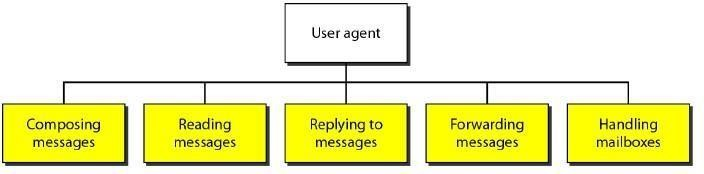 User agent
Composing
messages
Reading
messages
Replying to
messages
Forwarding
messages
Handling
mailboxes